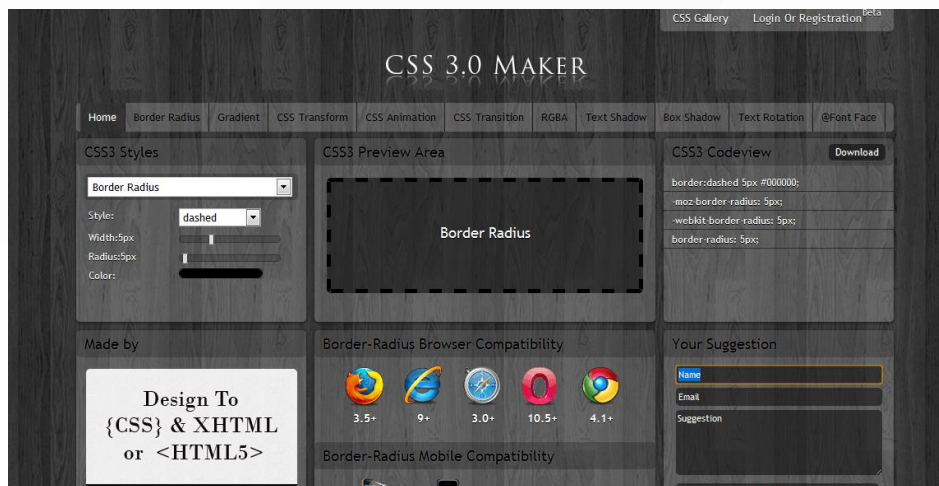 CSS Gallery
Login Or Registration Beta
CSS 3.0 MAKER
Home Border Radius Gradient CSS Transform CSS Animation CSS Transition RGBA Text Shadow Box Shadow Text Rotation @Font Face
CSS3 Styles
Border Radius
Style: dashed
Width:5px
Radius:5px
Color:
CSS3 Preview Area
Border Radius
CSS3 Codeview
Download
border:dashed 5px #000000;
-moz-border-radius: 5px;
-webkit-border-radius: 5px;
border-radius: 5px;
Made by
Design To
{CSS} & XHTML
or <HTML5>
Border-Radius Browser Compatibility
3.5+ 9+ 3.0+ 10.5+ 4.1+
Border-Radius Mobile Compatibility
Your Suggestion
Name
Email
Suggestion